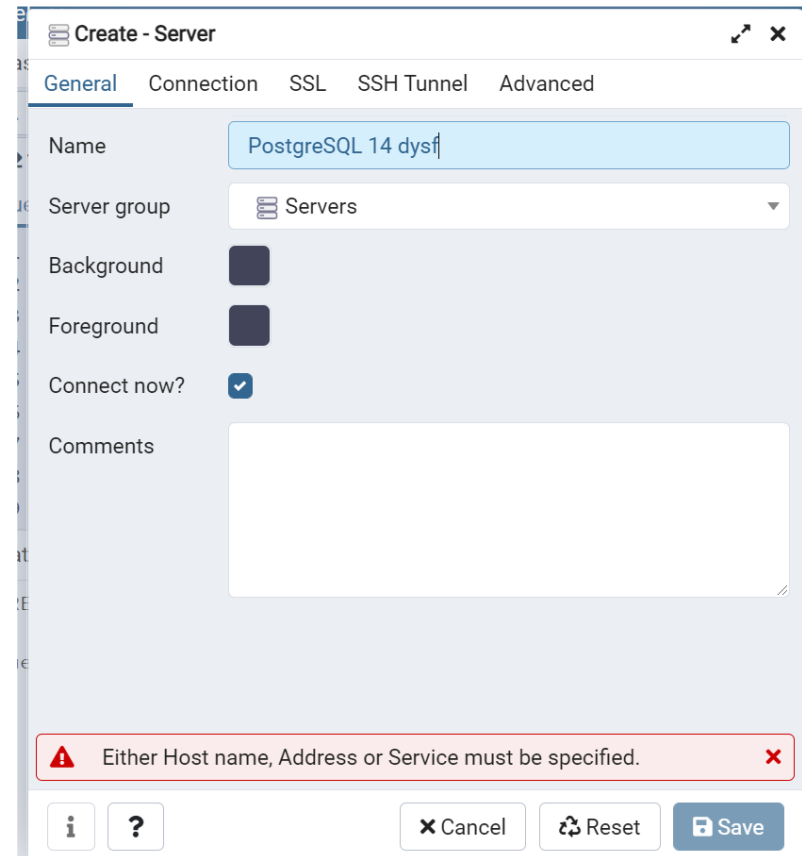 Create - Server
General Connection SSL SSH Tunnel Advanced
Name PostgreSQL 14 dysf
Server group Servers
Background
Foreground
Connect now?
Comments
Either Host name, Address or Service must be specified.
i ? Cancel Reset Save